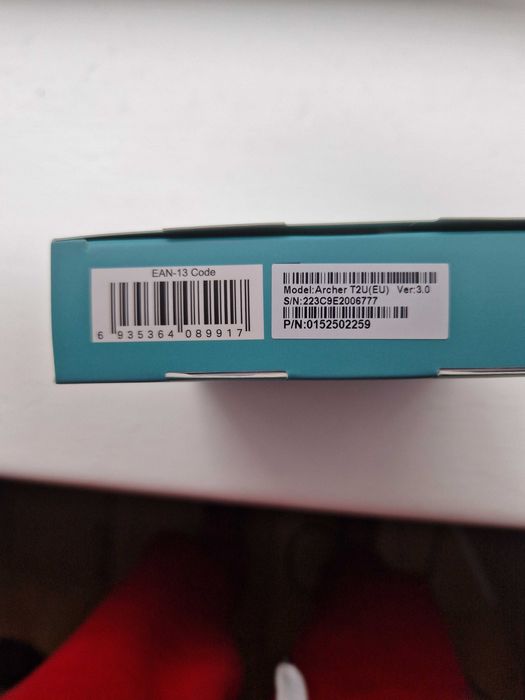 EAN-13 Code
6 935364 089917
Model:Archer T2U(EU) Ver:3.0
S/N:223C9E2006777
P/N:0152502259